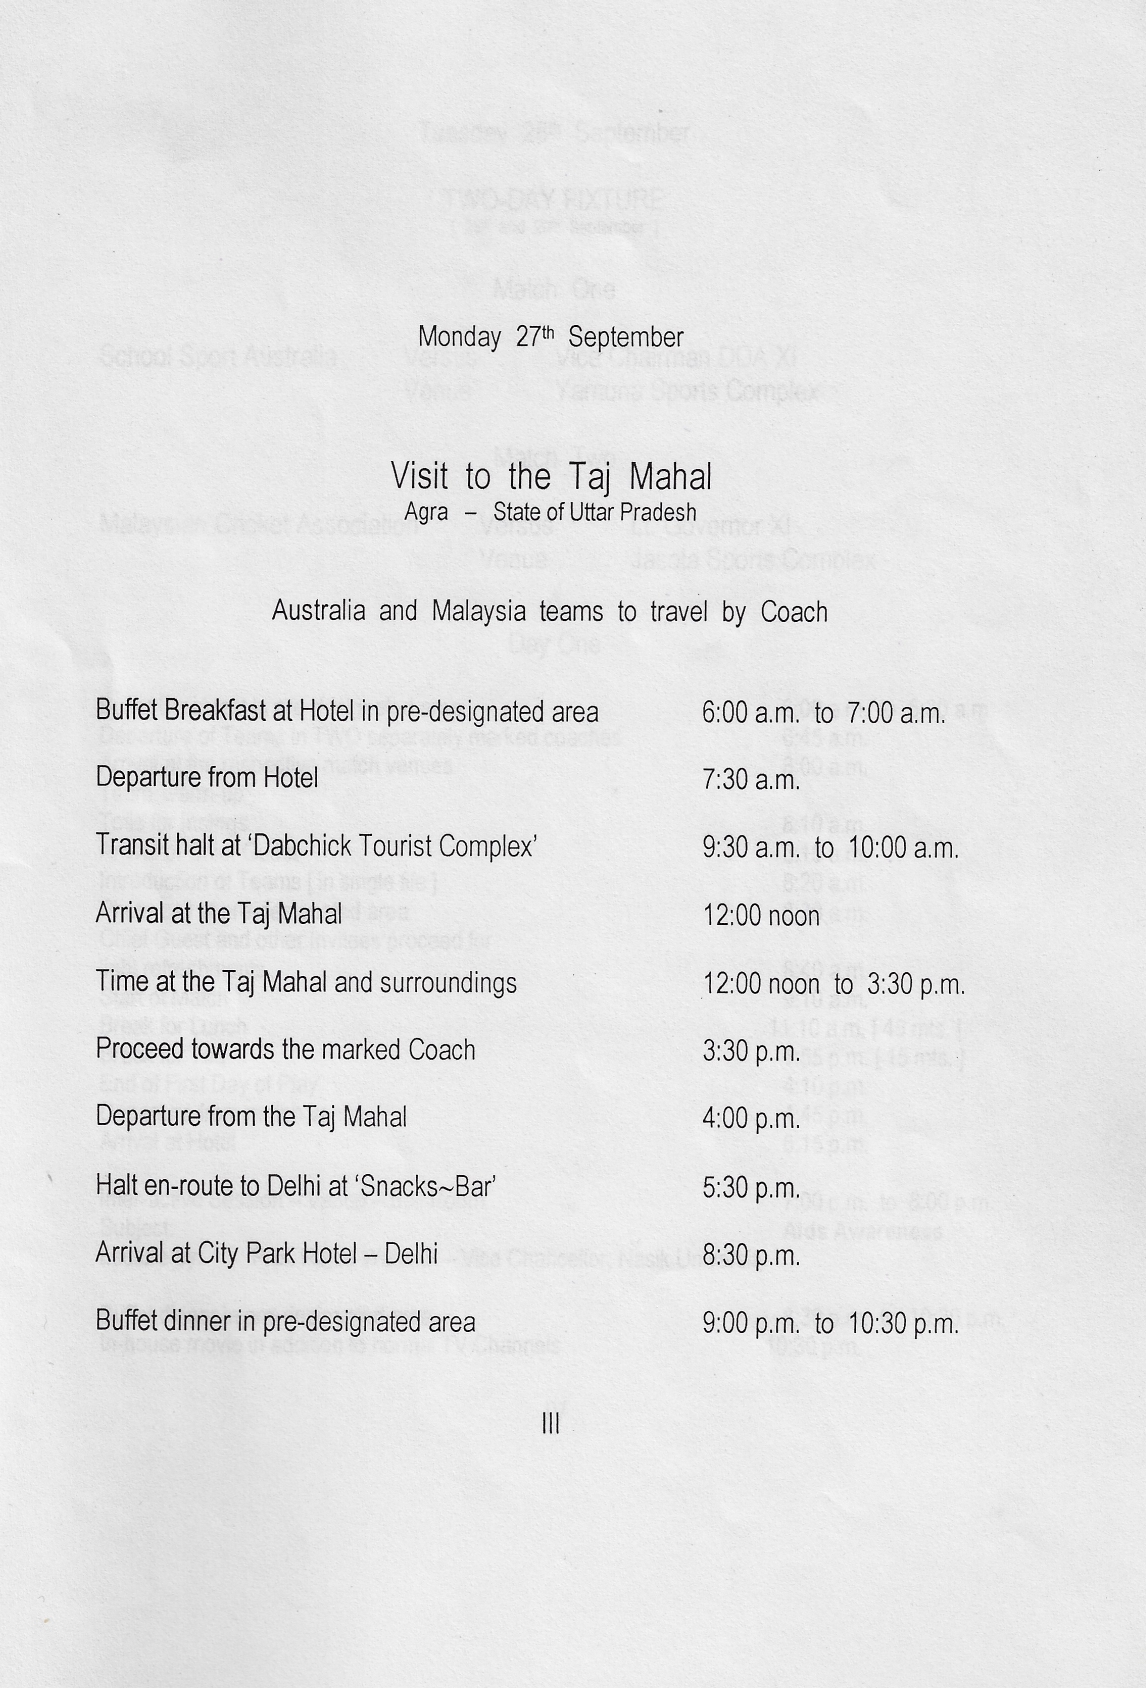 Monday 27th September
Visit to the Taj Mahal
Agra – State of Uttar Pradesh
Australia and Malaysia teams to travel by Coach
Buffet Breakfast at Hotel in pre-designated area 6:00 a.m. to 7:00 a.m.
Departure from Hotel 7:30 a.m.
Transit halt at ‘Dabchick Tourist Complex’ 9:30 a.m. to 10:00 a.m.
Arrival at the Taj Mahal 12:00 noon
Time at the Taj Mahal and surroundings 12:00 noon to 3:30 p.m.
Proceed towards the marked Coach 3:30 p.m.
Departure from the Taj Mahal 4:00 p.m.
Halt en-route to Delhi at ‘Snacks~Bar’ 5:30 p.m.
Arrival at City Park Hotel – Delhi 8:30 p.m.
Buffet dinner in pre-designated area 9:00 p.m. to 10:30 p.m.
III